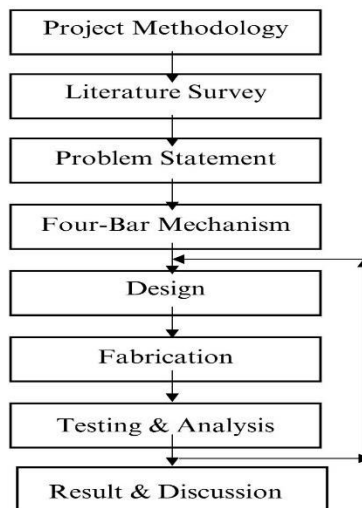 Project Methodology
Literature Survey
Problem Statement
Four-Bar Mechanism
Design
Fabrication
Testing & Analysis
Result & Discussion